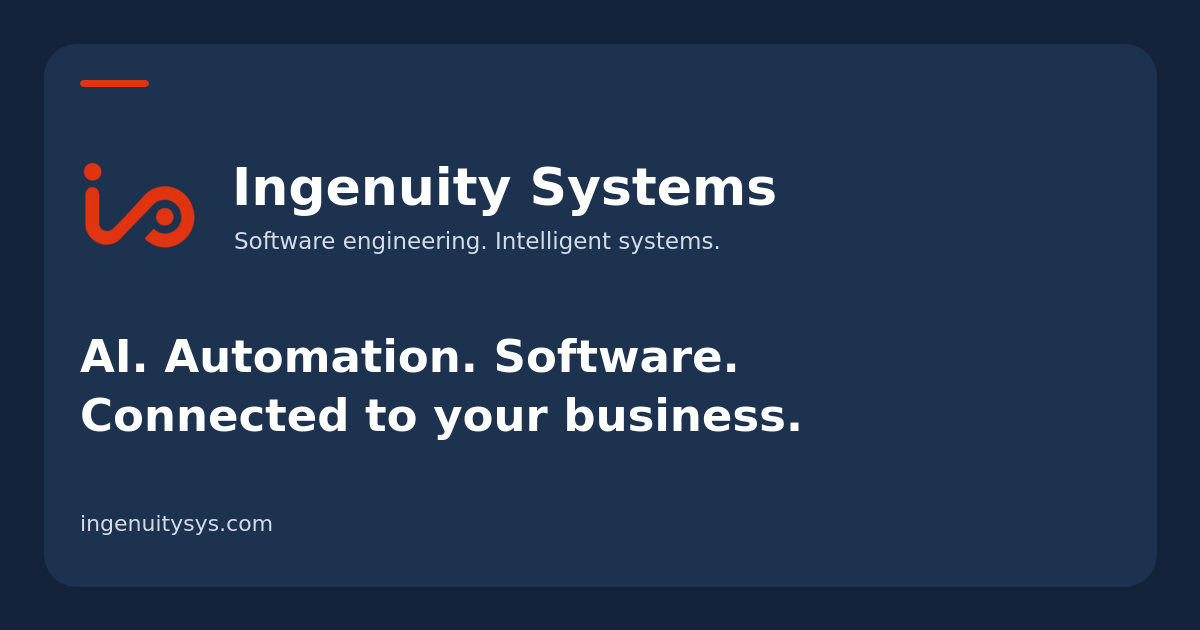 Ingenuity Systems
Software engineering. Intelligent systems.
AI. Automation. Software.
Connected to your business.
ingenuitysys.com